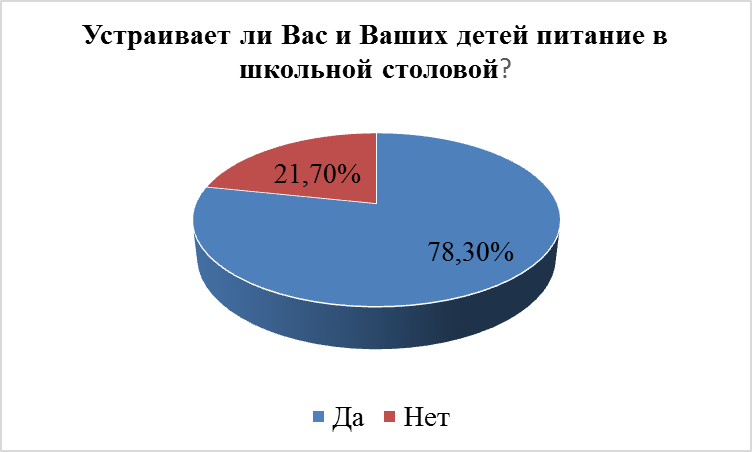 Устраивает ли Вас и Ваших детей питание в
школьной столовой?
21,70%
78,30%
Да Нет